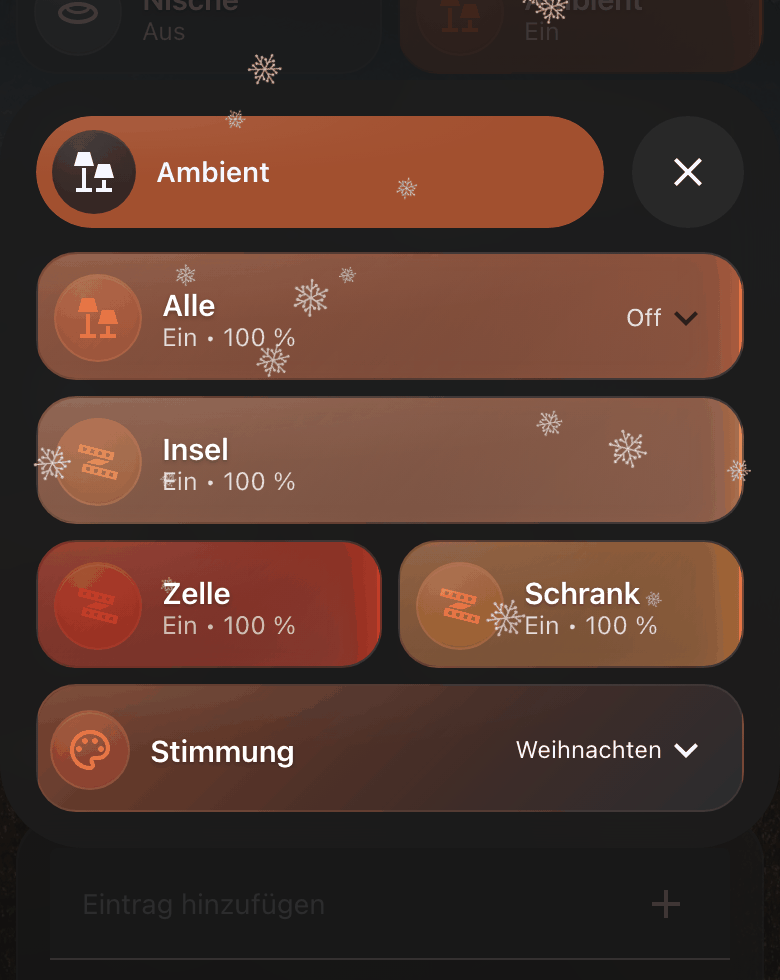 Nische
Aus
Ambient
Ein
Ambient
Alle
Ein • 100 %
Off
Insel
Ein • 100 %
Zelle
Ein • 100 %
Schrank
Ein • 100 %
Stimmung
Weihnachten
Eintrag hinzufügen